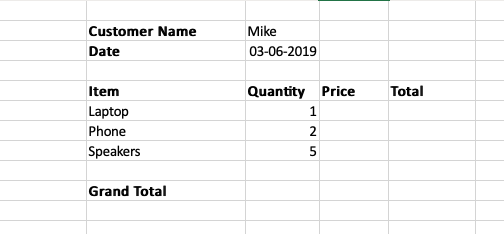 Customer Name Mike
Date 03-06-2019
Item Quantity Price Total
Laptop 1
Phone 2
Speakers 5
Grand Total